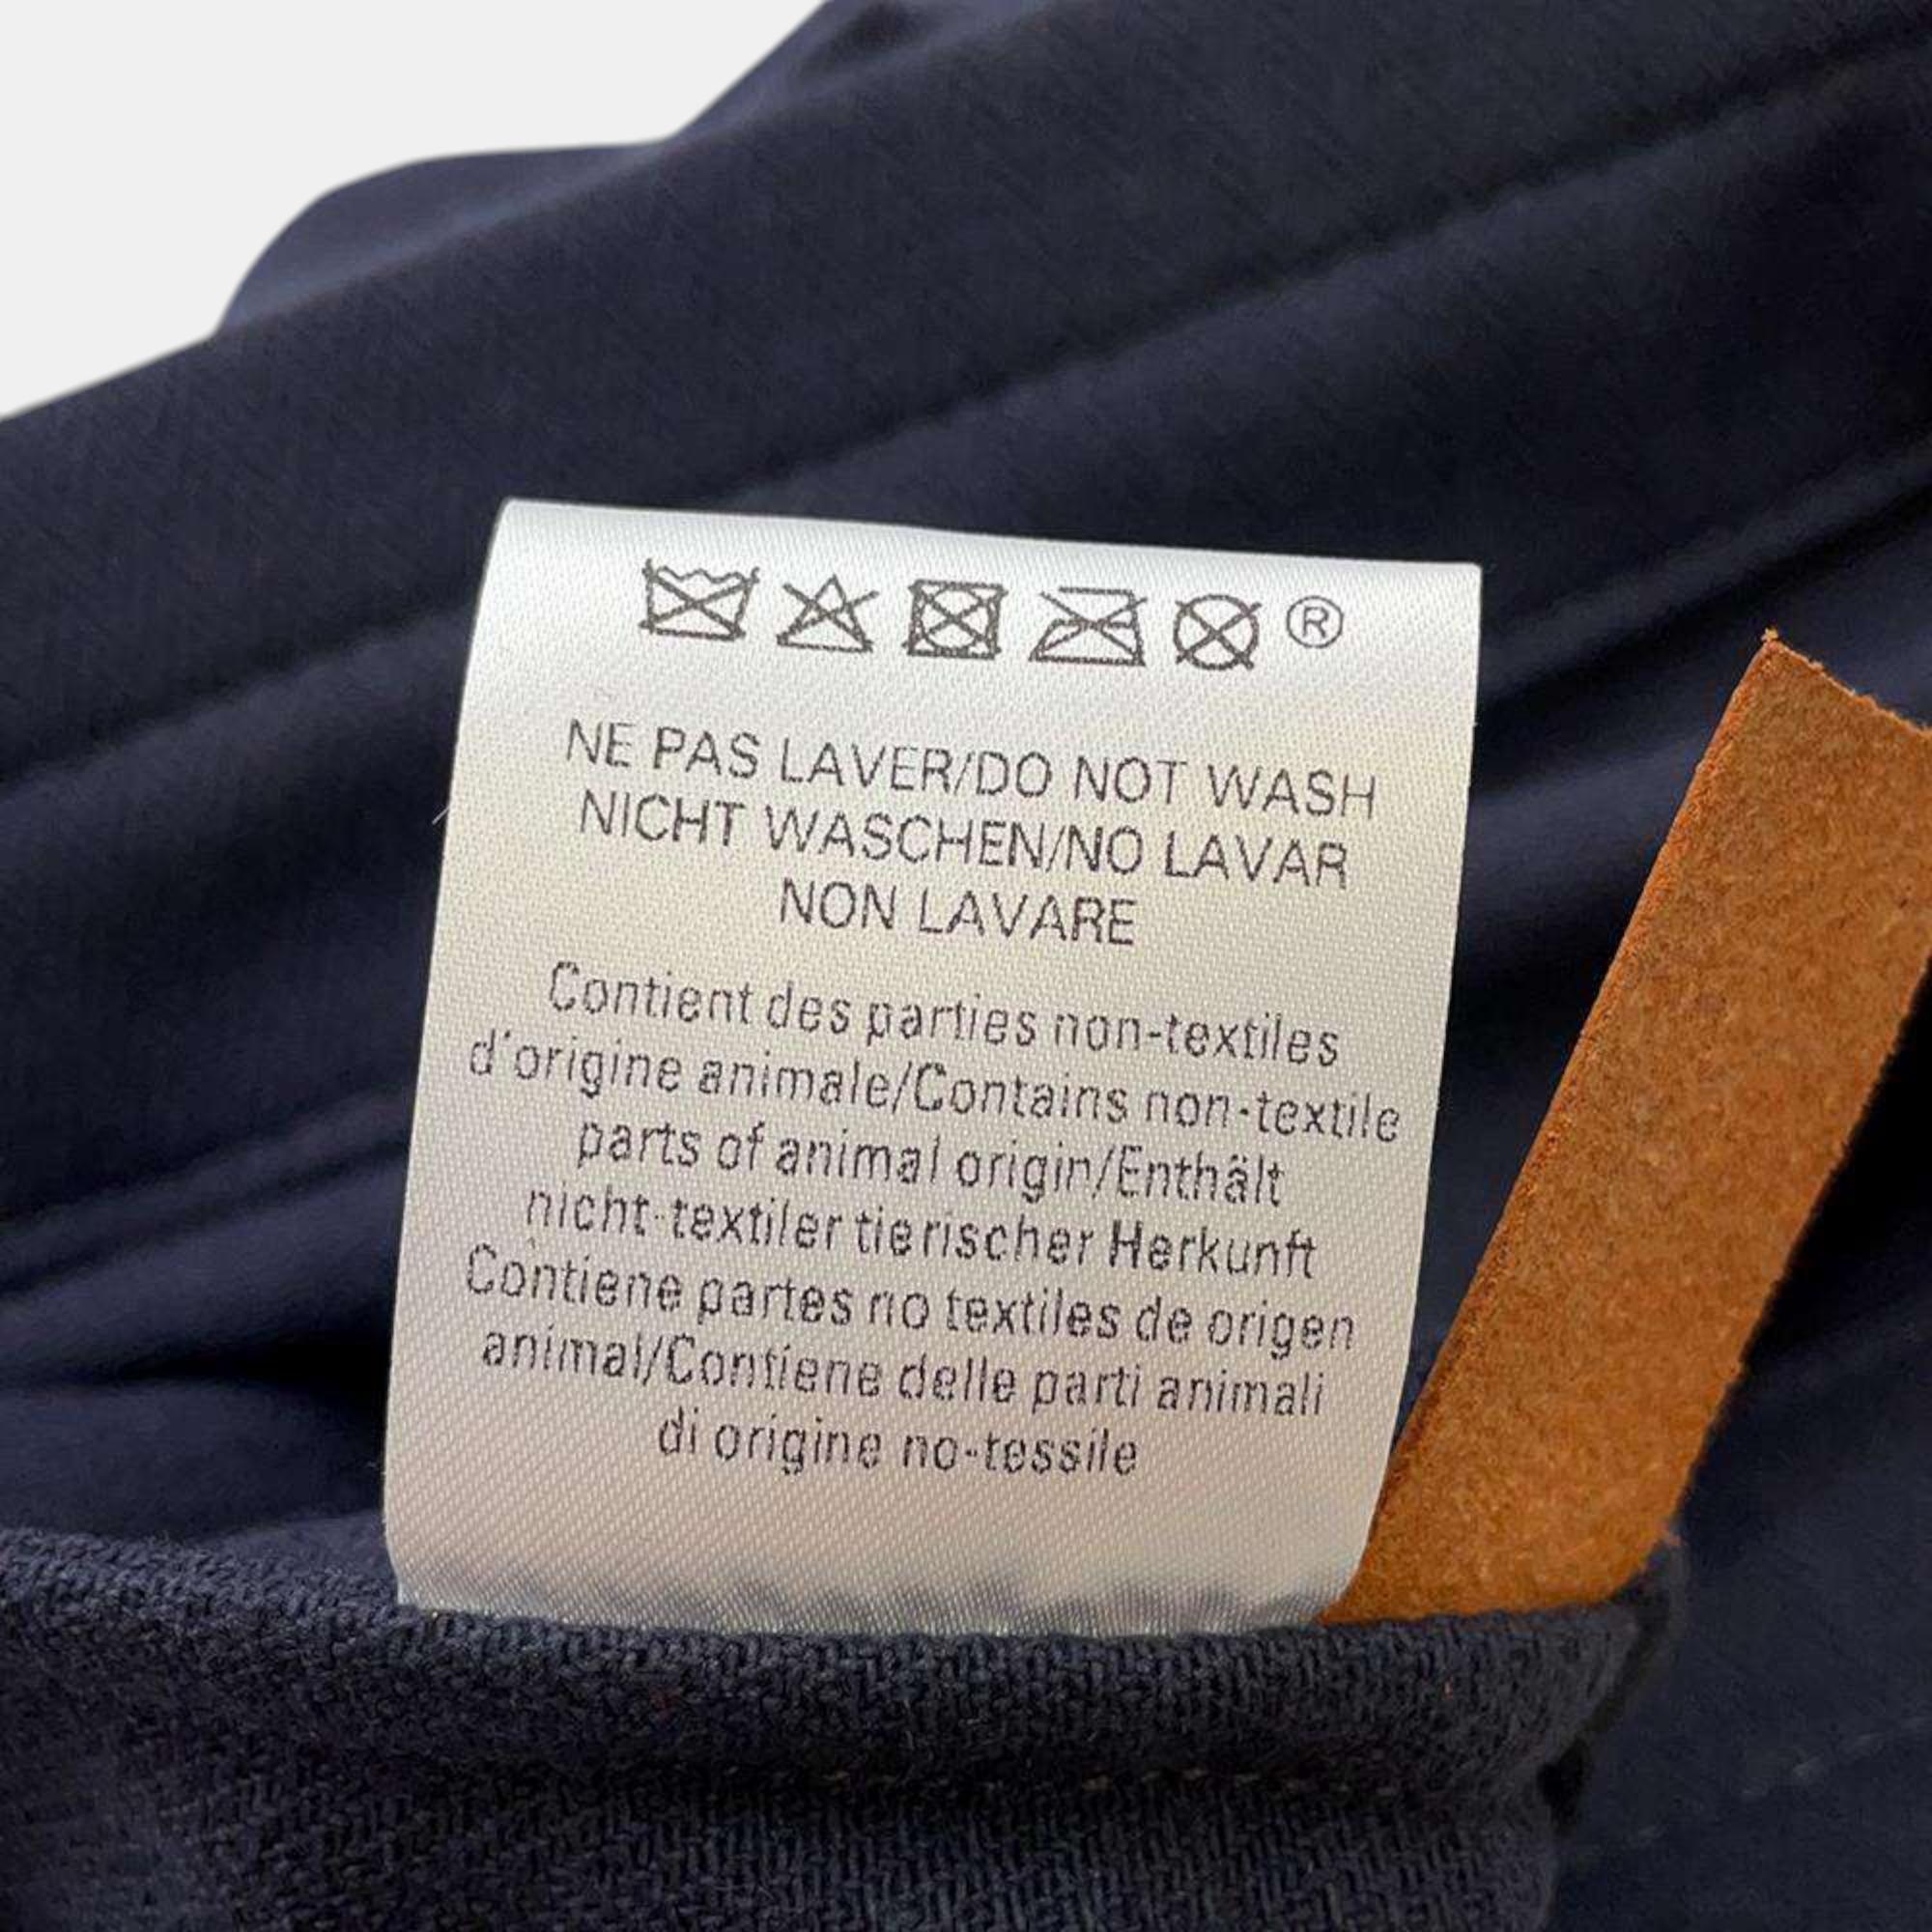 ®
NE PAS LAVER/DO NOT WASH
NICHT WASCHEN/NO LAVAR
NON LAVARE
Contient des parties non-textiles
d'origine animale/Contains non-textile
parts of animal origin/Enthält
nicht-textiler tierischer Herkunft
Contiene partes no textiles de origen
animal/Contiene delle parti animali
di origine no-tessile